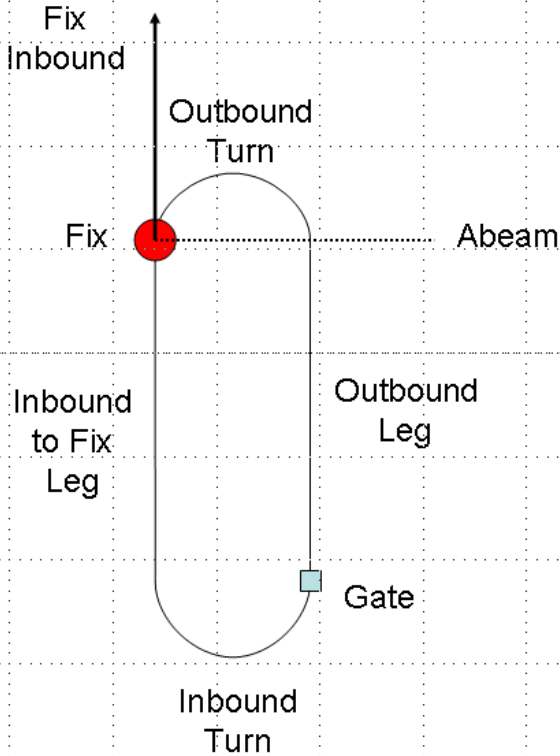 Fix
Inbound
Outbound
Turn
Fix
Abeam
Inbound
to Fix
Leg
Outbound
Leg
Gate
Inbound
Turn